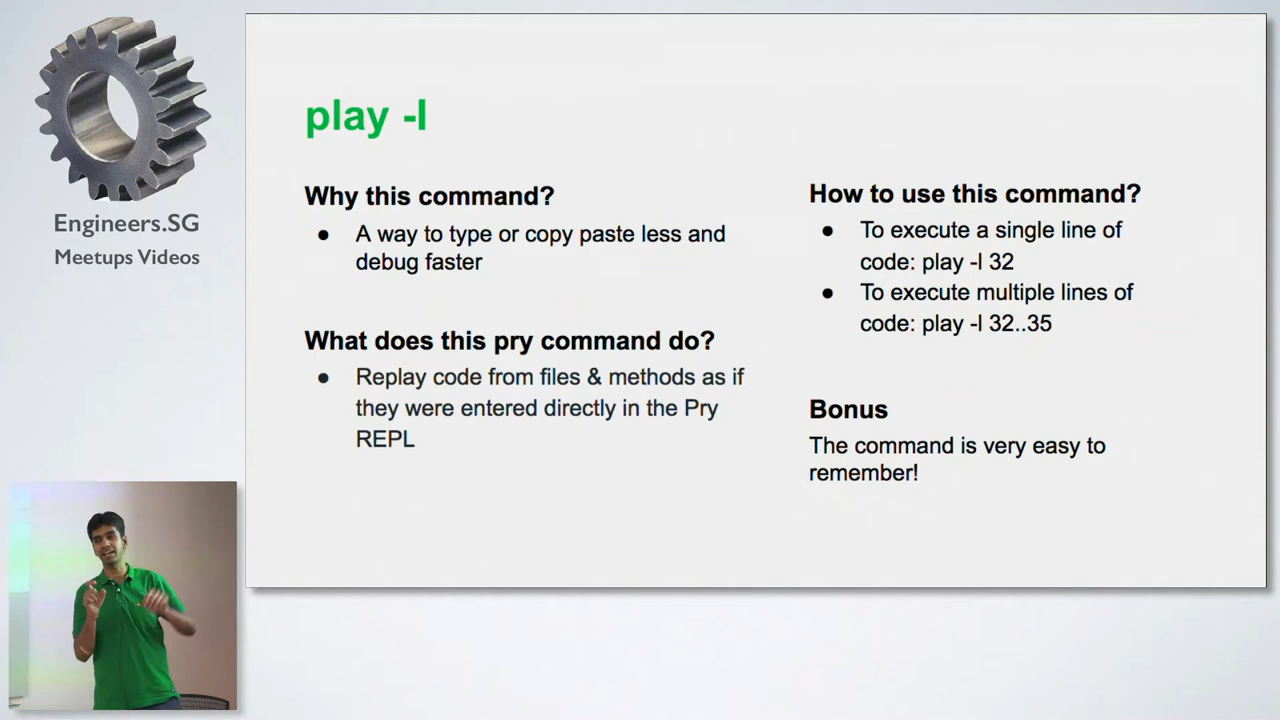 Engineers.SG
Meetups Videos
play -l
Why this command?
● A way to type or copy paste less and
debug faster
What does this pry command do?
● Replay code from files & methods as if
they were entered directly in the Pry
REPL
How to use this command?
● To execute a single line of
code: play -l 32
● To execute multiple lines of
code: play -l 32..35
Bonus
The command is very easy to
remember!